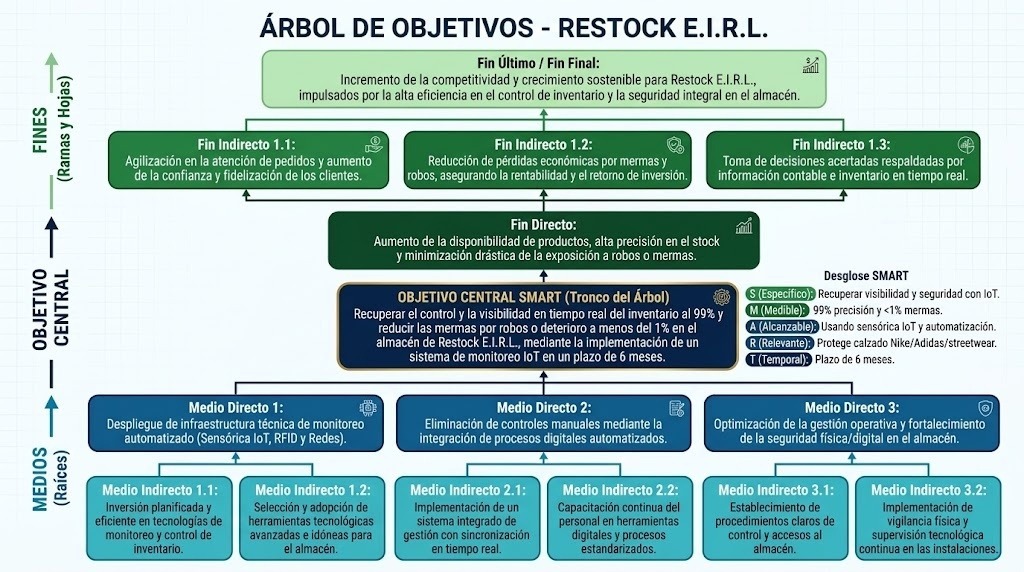 ÁRBOL DE OBJETIVOS - RESTOCK E.I.R.L.
FINES
(Ramas y Hojas)
Fin Último / Fin Final:
Incremento de la competitividad y crecimiento sostenible para Restock E.I.R.L.,
impulsados por la alta eficiencia en el control de inventario y la seguridad integral en el almacén.
Fin Indirecto 1.1:
Agilización en la atención de pedidos y aumento
de la confianza y fidelización de los clientes.
Fin Indirecto 1.2:
Reducción de pérdidas económicas por mermas y
robos, asegurando la rentabilidad y el retorno de inversión.
Fin Indirecto 1.3:
Toma de decisiones acertadas respaldadas por
información contable e inventario en tiempo real.
Fin Directo:
Aumento de la disponibilidad de productos, alta precisión en el stock
y minimización drástica de la exposición a robos o mermas.
OBJETIVO
CENTRAL
OBJETIVO CENTRAL SMART (Tronco del Árbol)
Recuperar el control y la visibilidad en tiempo real del inventario al 99% y
reducir las mermas por robos o deterioro a menos del 1% en el
almacén de Restock E.I.R.L., mediante la implementación de un
sistema de monitoreo IoT en un plazo de 6 meses.
Desglose SMART
S (Específico): Recuperar visibilidad y seguridad con IoT.
M (Medible): 99% precisión y <1% mermas.
A (Alcanzable): Usando sensórica IoT y automatización.
R (Relevante): Protege calzado Nike/Adidas/streetwear.
T (Temporal): Plazo de 6 meses.
MEDIOS
(Raíces)
Medio Directo 1:
Despliegue de infraestructura técnica de monitoreo
automatizado (Sensórica IoT, RFID y Redes).
Medio Directo 2:
Eliminación de controles manuales mediante la
integración de procesos digitales automatizados.
Medio Directo 3:
Optimización de la gestión operativa y fortalecimiento
de la seguridad física/digital en el almacén.
Medio Indirecto 1.1:
Inversión planificada y
eficiente en tecnologías de
monitoreo y control de
inventario.
Medio Indirecto 1.2:
Selección y adopción de
herramientas tecnológicas
avanzadas e idóneas para
el almacén.
Medio Indirecto 2.1:
Implementación de un
sistema integrado de
gestión con sincronización
en tiempo real.
Medio Indirecto 2.2:
Capacitación continua del
personal en herramientas
digitales y procesos
estandarizados.
Medio Indirecto 3.1:
Establecimiento de
procedimientos claros de
control y accesos al
almacén.
Medio Indirecto 3.2:
Implementación de
vigilancia física y
supervisión tecnológica
continua en las instalaciones.